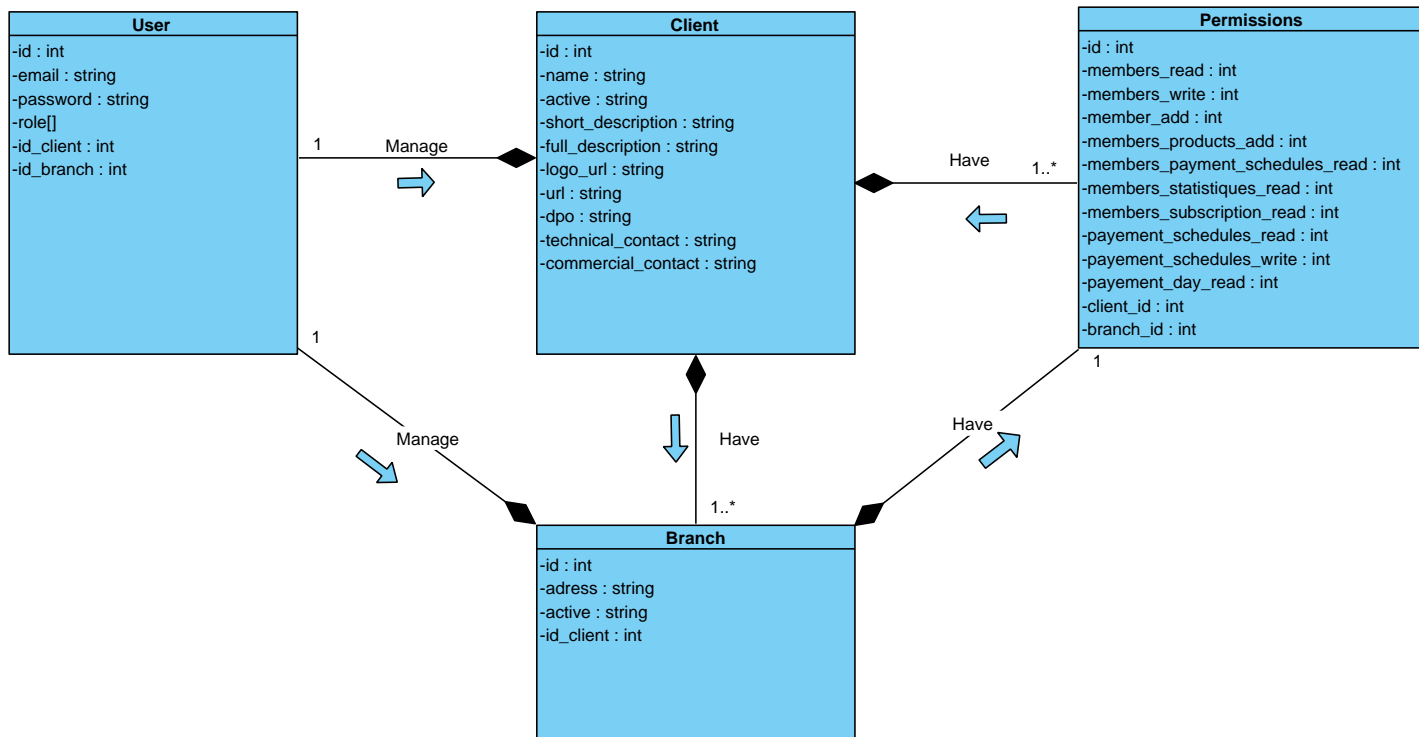 User
-id : int
-email : string
-password : string
-role[]
-id_client : int
-id_branch : int
Client
-id : int
-name : string
-active : string
-short_description : string
-full_description : string
-logo_url : string
-url : string
-dpo : string
-technical_contact : string
-commercial_contact : string
Permissions
-id : int
-members_read : int
-members_write : int
-member_add : int
-members_products_add : int
-members_payment_schedules_read : int
-members_statistiques_read : int
-members_subscription_read : int
-payement_schedules_read : int
-payement_schedules_write : int
-payement_day_read : int
-client_id : int
-branch_id : int
1
Manage
Have
1..*
1
Manage
Have
1..*
Have
1
Branch
-id : int
-adress : string
-active : string
-id_client : int